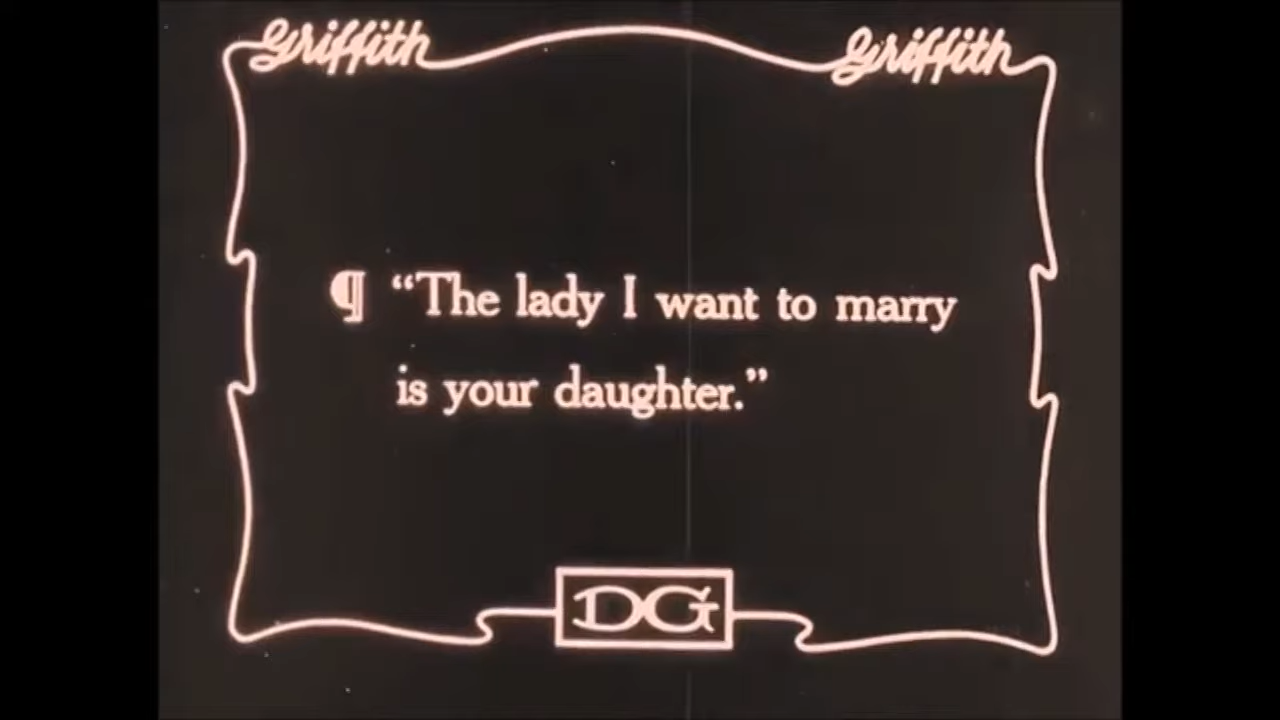 Griffith Griffith
¶ “The lady I want to marry
is your daughter.”
DG